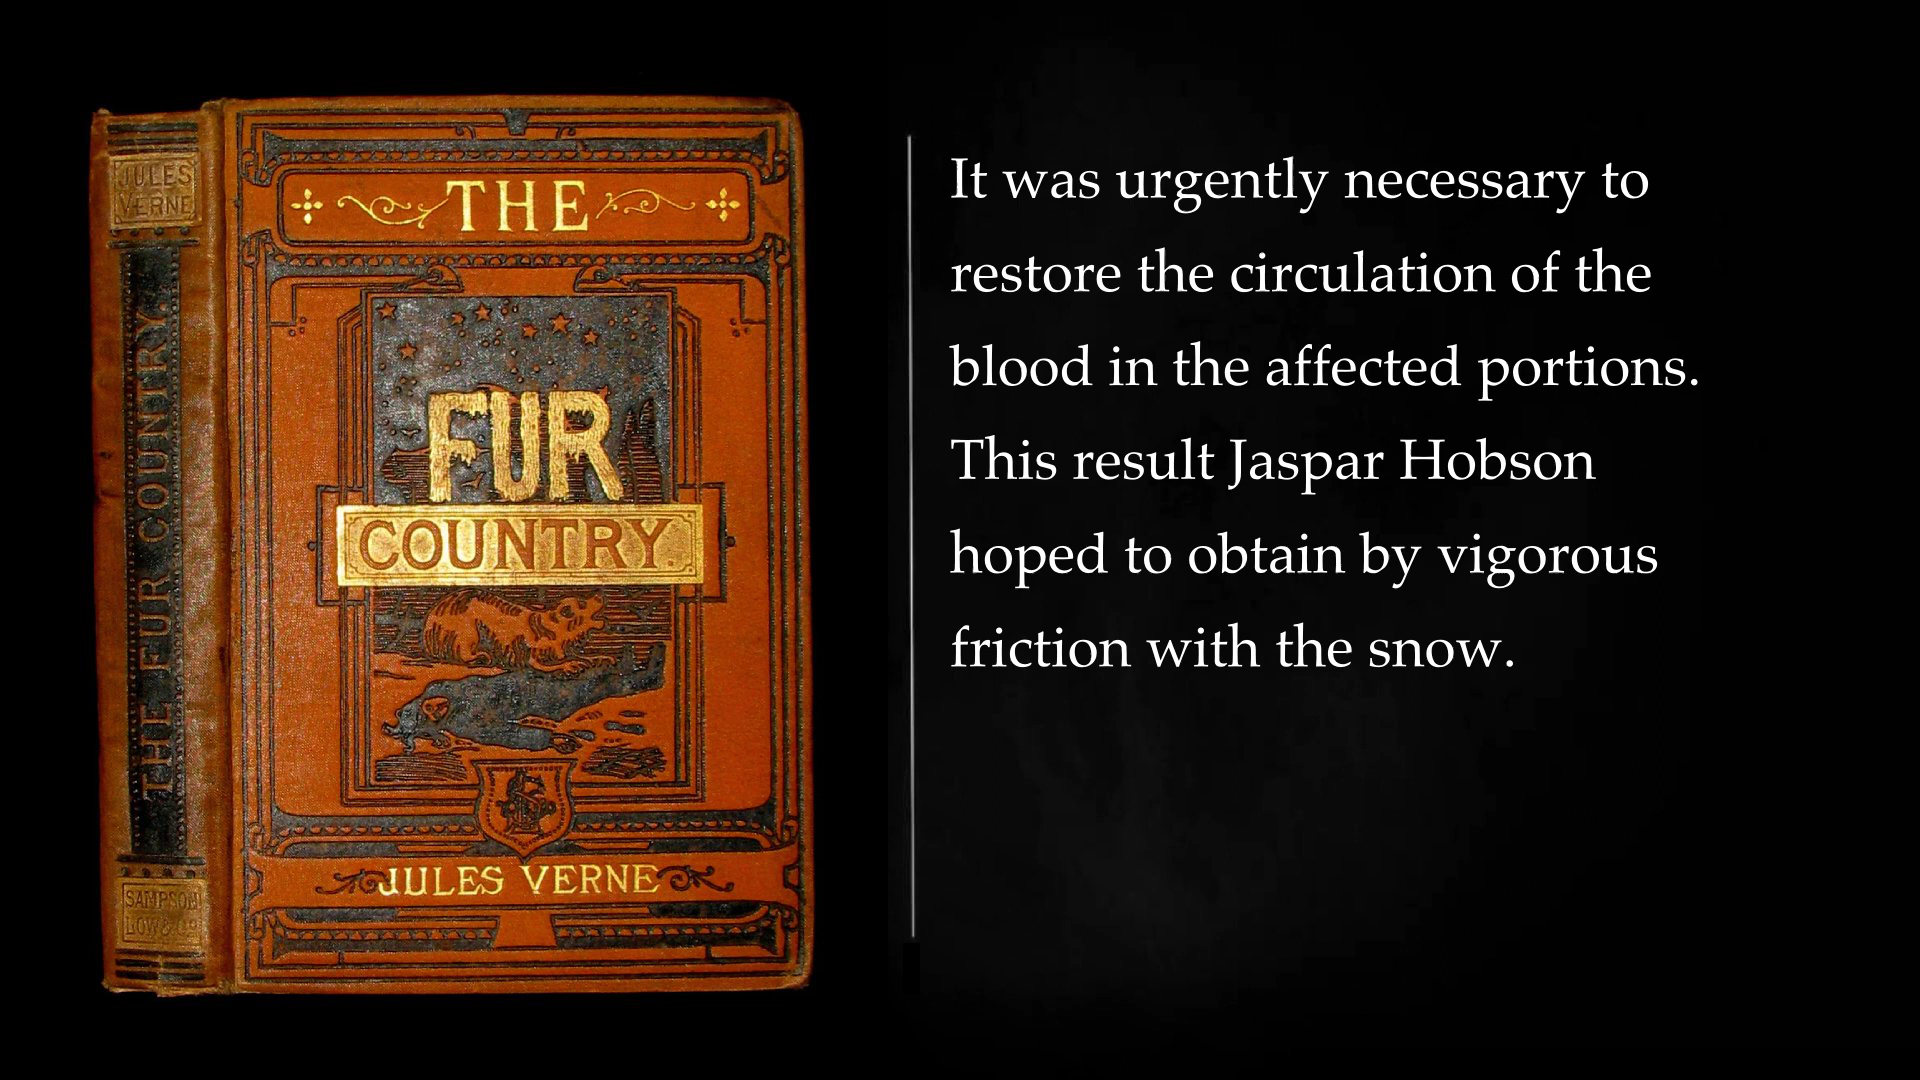 JULES
VERNE
THE FUR COUNTRY.
SAMPSON
LOW & Co
THE
FUR
COUNTRY.
JULES VERNE
It was urgently necessary to
restore the circulation of the
blood in the affected portions.
This result Jaspar Hobson
hoped to obtain by vigorous
friction with the snow.